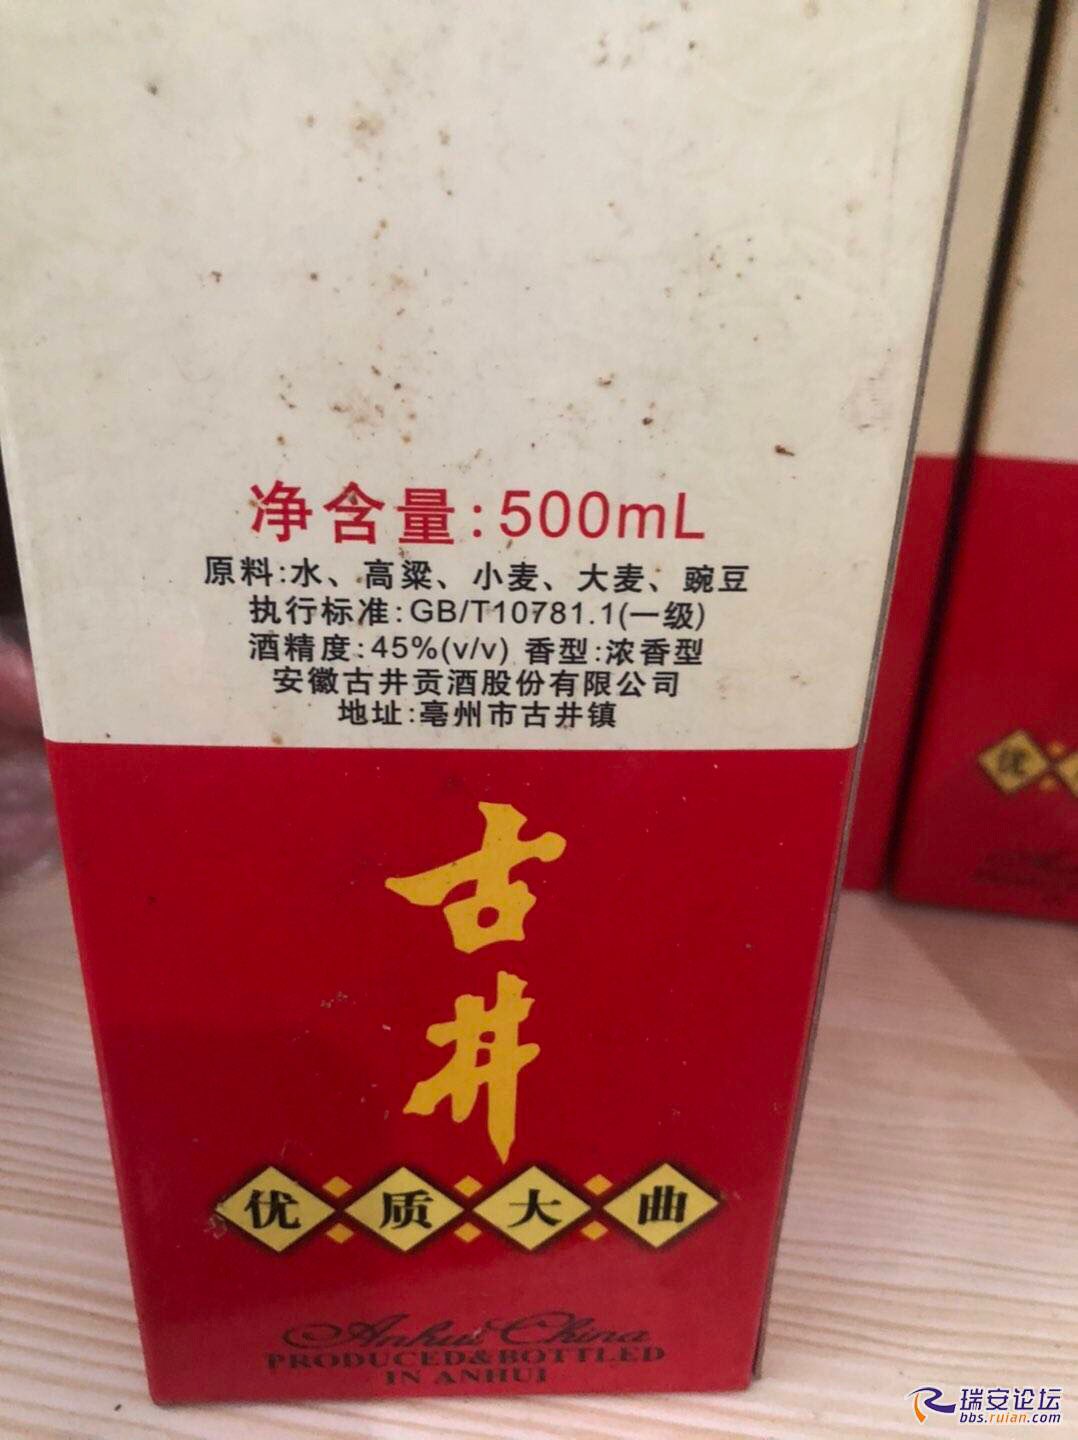 净含量:500mL
原料:水、高粱、小麦、大麦、豌豆
执行标准:GB/T10781.1(一级)
酒精度:45%(v/v) 香型:浓香型
安徽古井贡酒股份有限公司
地址:亳州市古井镇
古井
优质大曲
Anhui China
PRODUCED&BOTTLED
IN ANHUI
优
瑞安论坛
bbs.ruian.com